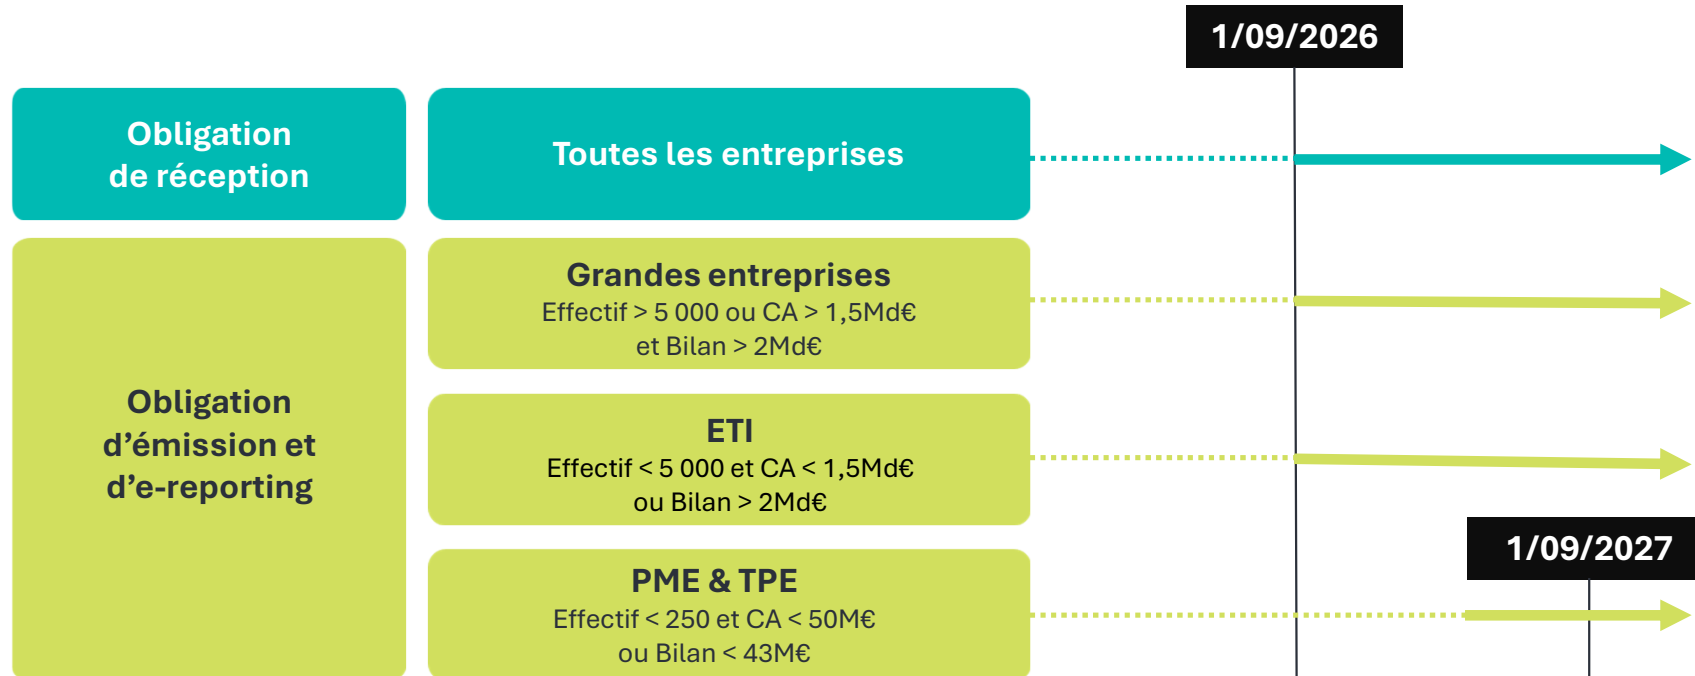 1/09/2026
Obligation
de réception
Toutes les entreprises
Grandes entreprises
Effectif > 5 000 ou CA > 1,5Md€
et Bilan > 2Md€
Obligation
d’émission et
d’e-reporting
ETI
Effectif < 5 000 et CA < 1,5Md€
ou Bilan > 2Md€
1/09/2027
PME & TPE
Effectif < 250 et CA < 50M€
ou Bilan < 43M€